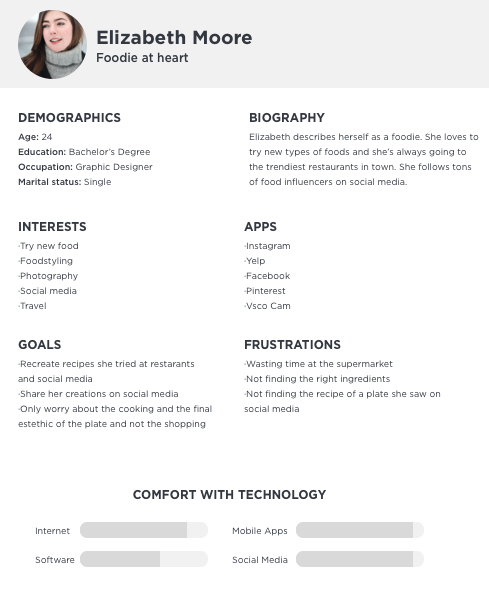 Elizabeth Moore
Foodie at heart
DEMOGRAPHICS
Age: 24
Education: Bachelor's Degree
Occupation: Graphic Designer
Marital status: Single
BIOGRAPHY
Elizabeth describes herself as a foodie. She loves to
try new types of foods and she's always going to
the trendiest restaurants in town. She follows tons
of food influencers on social media.
INTERESTS
·Try new food
·Foodstyling
·Photography
·Social media
·Travel
APPS
·Instagram
·Yelp
·Facebook
·Pinterest
·Vsco Cam
GOALS
·Recreate recipes she tried at restarants
and social media
·Share her creations on social media
·Only worry about the cooking and the final
estethic of the plate and not the shopping
FRUSTRATIONS
·Wasting time at the supermarket
·Not finding the right ingredients
·Not finding the recipe of a plate she saw on
social media
COMFORT WITH TECHNOLOGY
Internet
Mobile Apps
Software
Social Media